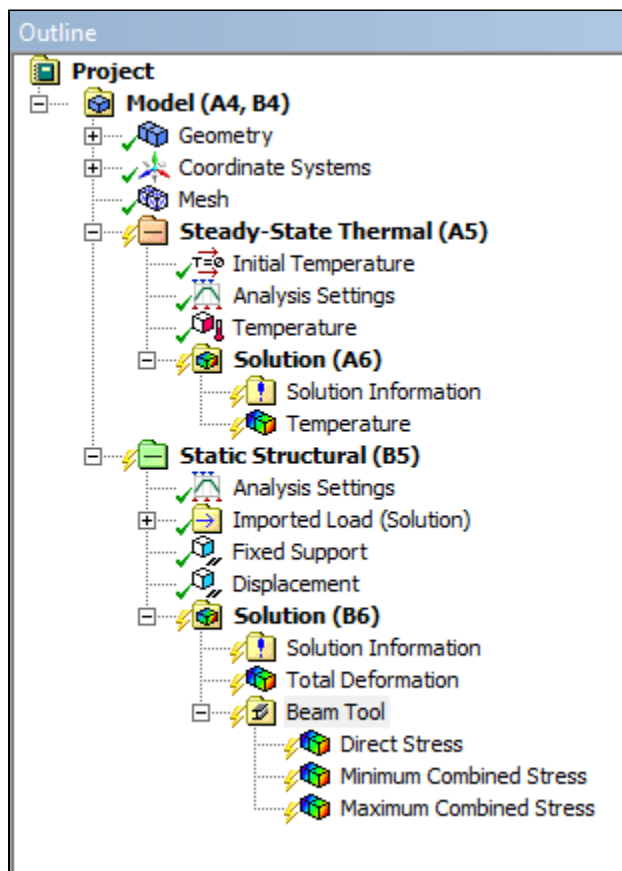 Outline
Project
Model (A4, B4)
Geometry
Coordinate Systems
Mesh
Steady-State Thermal (A5)
T=0 Initial Temperature
Analysis Settings
Temperature
Solution (A6)
Solution Information
Temperature
Static Structural (B5)
Analysis Settings
Imported Load (Solution)
Fixed Support
Displacement
Solution (B6)
Solution Information
Total Deformation
Beam Tool
Direct Stress
Minimum Combined Stress
Maximum Combined Stress